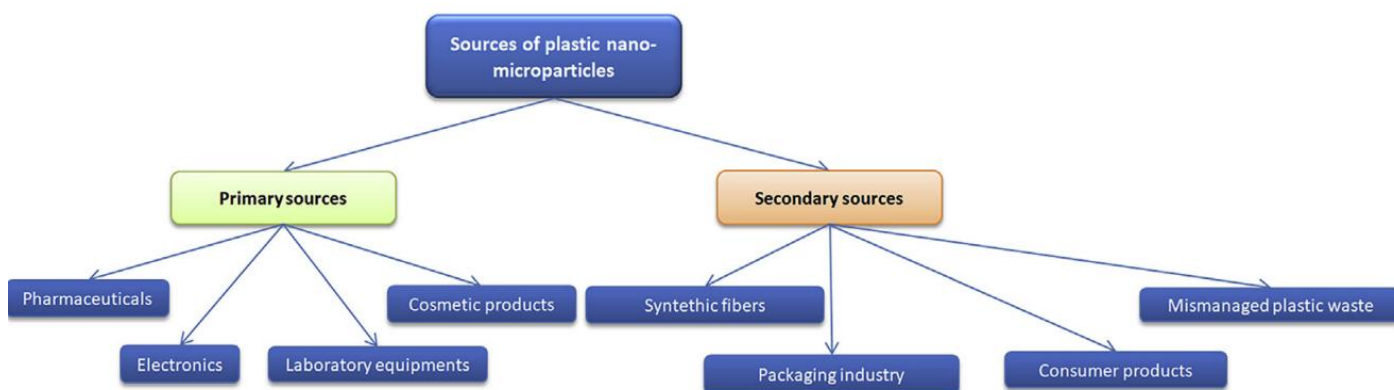 Sources of plastic nano-
microparticles
Primary sources
Secondary sources
Pharmaceuticals
Cosmetic products
Syntethic fibers
Mismanaged plastic waste
Electronics
Laboratory equipments
Packaging industry
Consumer products